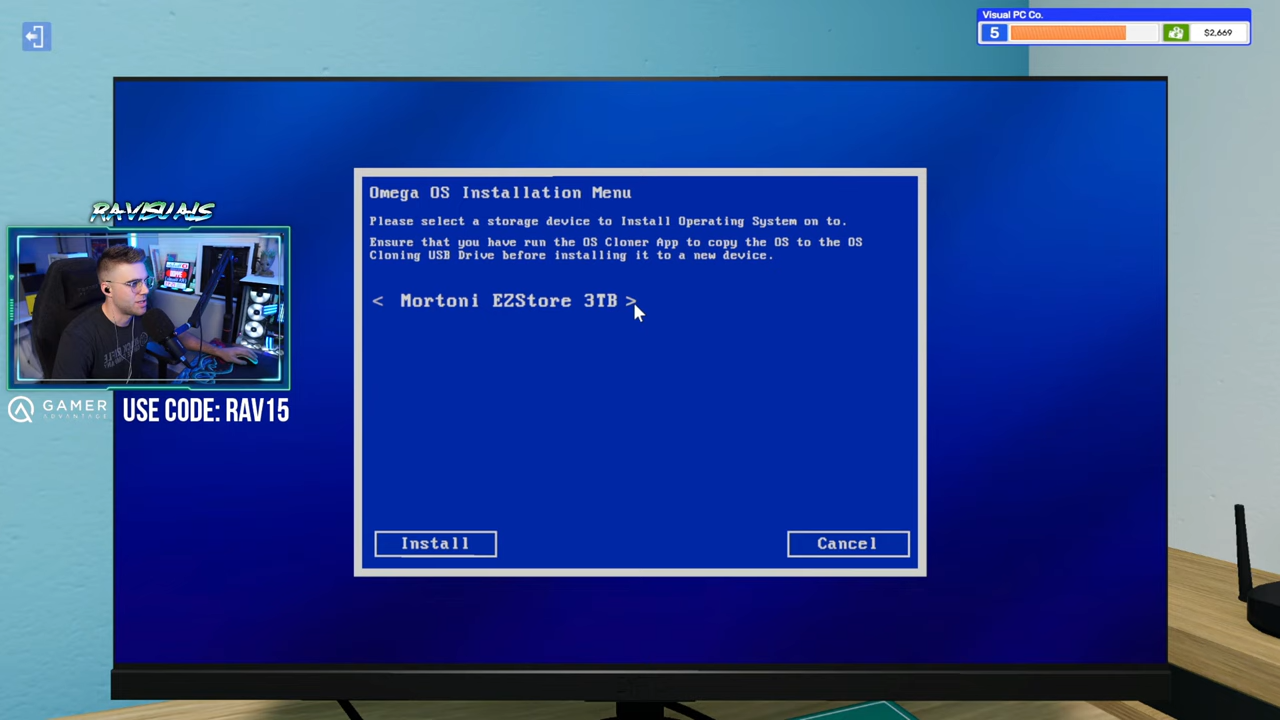 Visual PC Co.
5
$2,669
Omega OS Installation Menu
Please select a storage device to Install Operating System on to.
Ensure that you have run the OS Cloner App to copy the OS to the OS
Cloning USB Drive before installing it to a new device.
< Mortoni EZStore 3TB >
Install
Cancel
RAVISUALS
GAMER
ADVANTAGE
USE CODE: RAV15